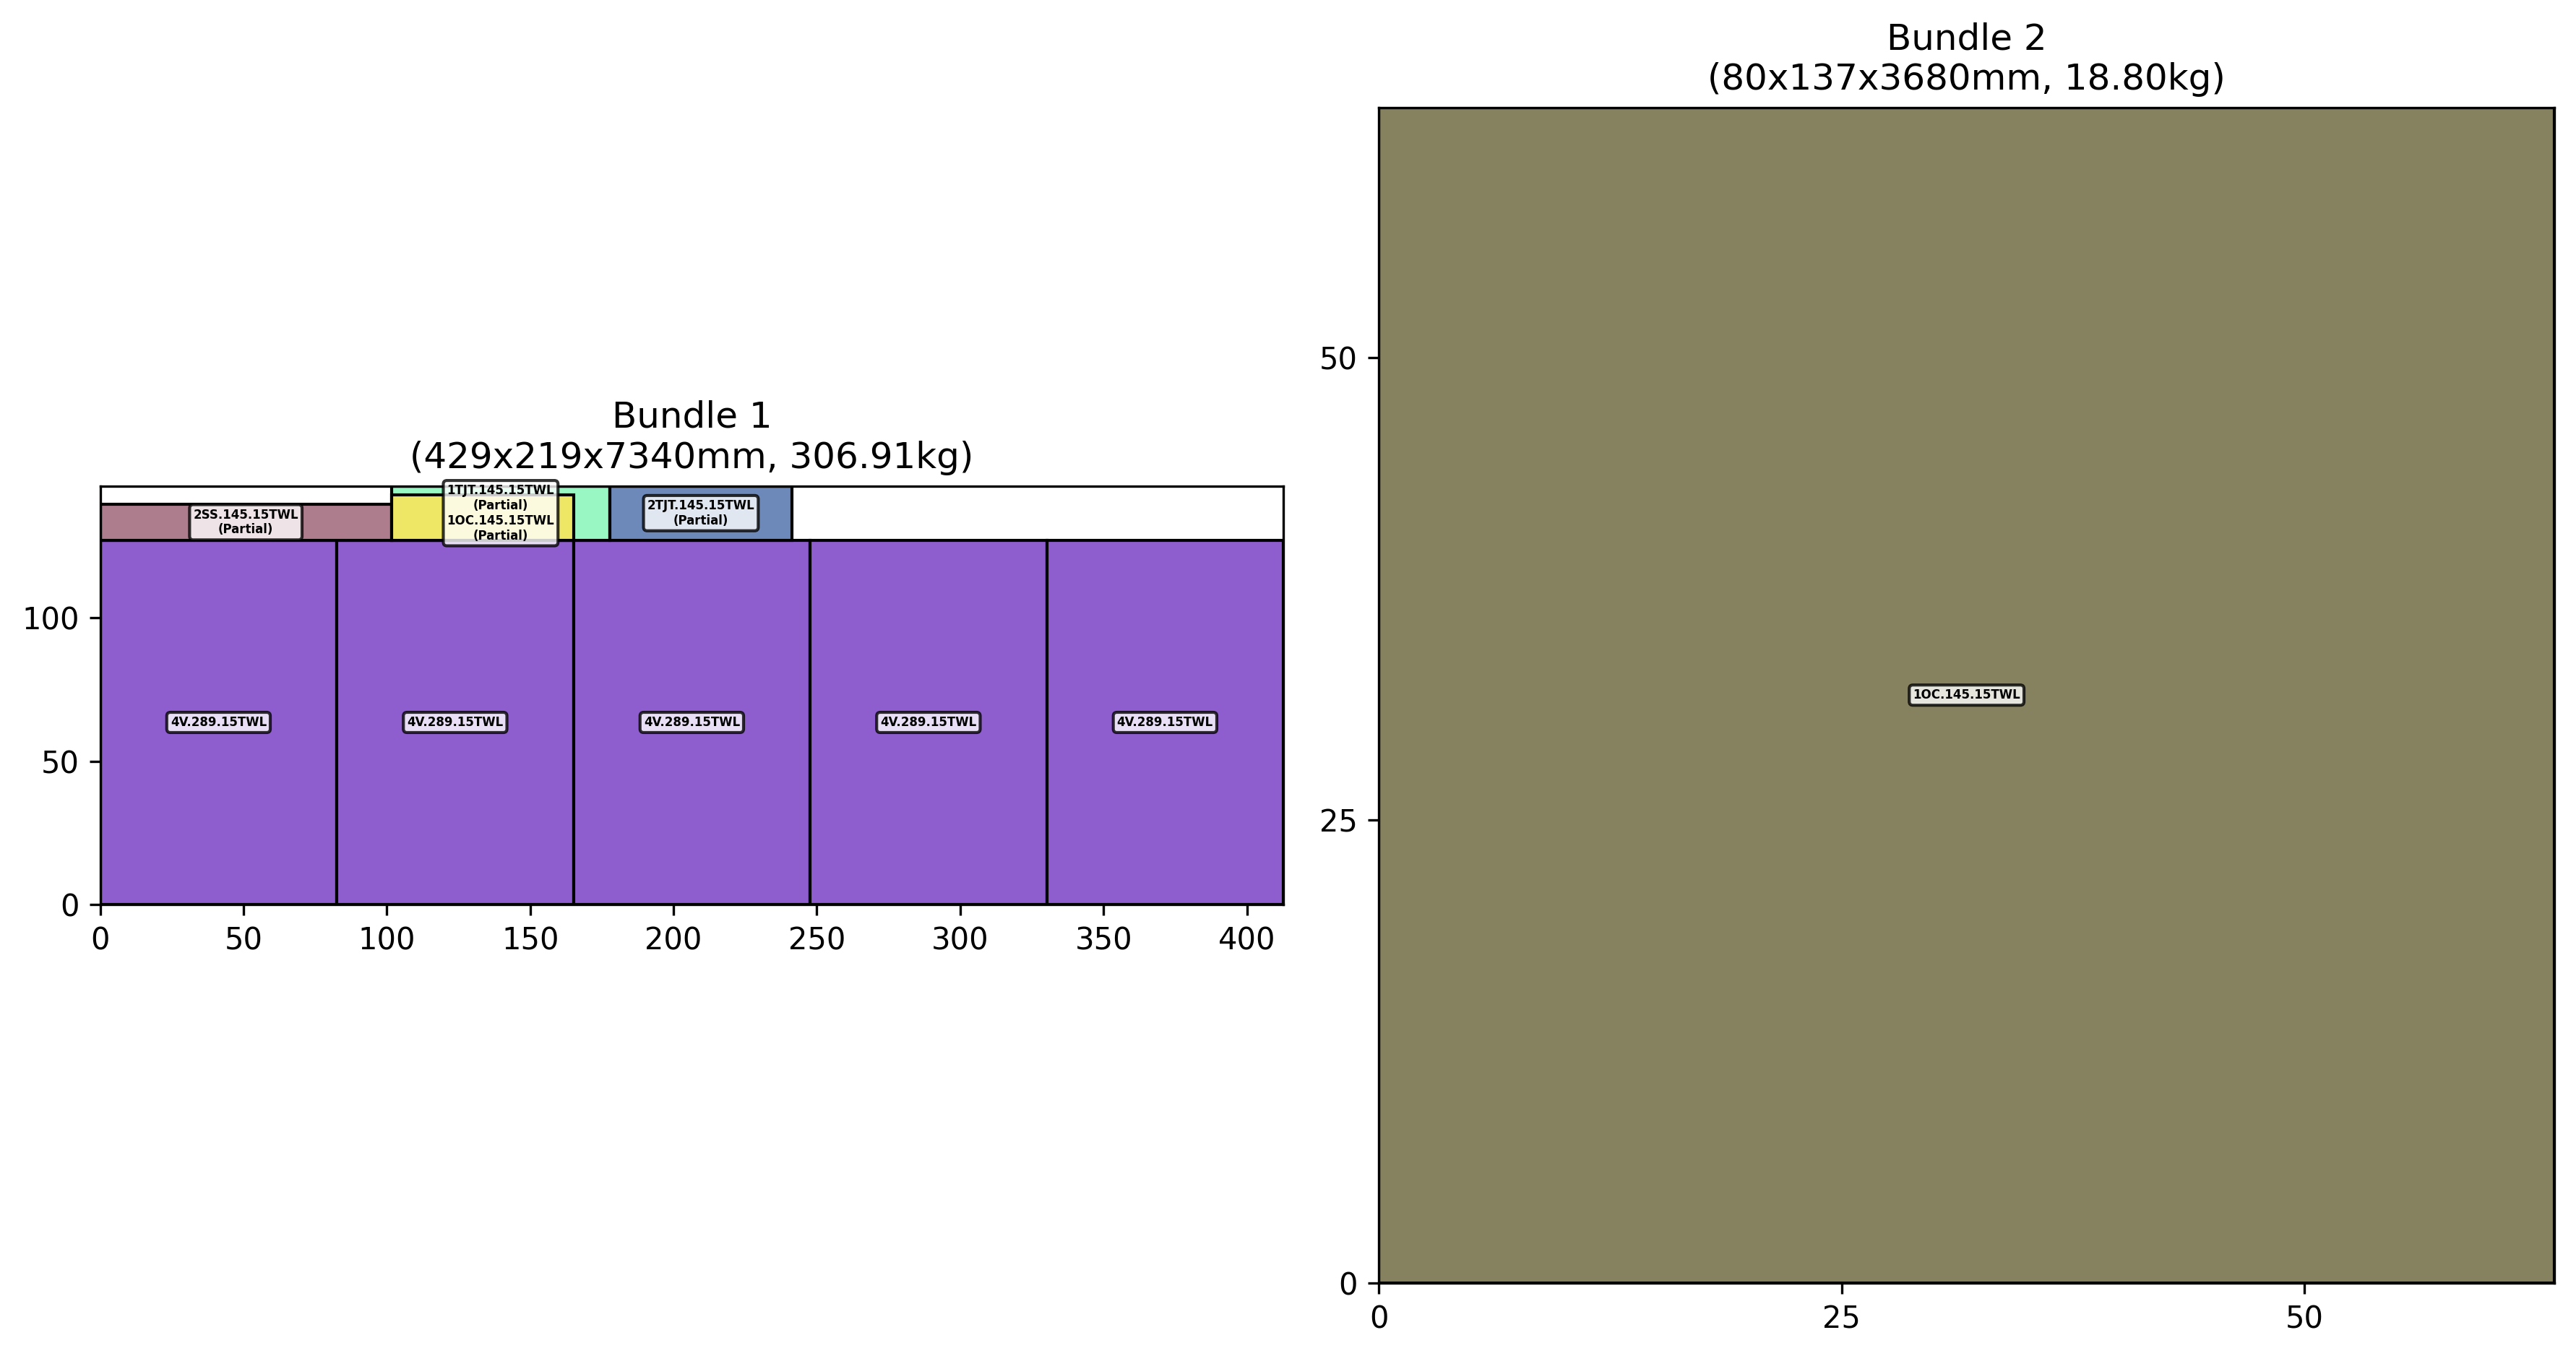 Bundle 1
(429x219x7340mm, 306.91kg)
1TJT.145.15TWL
(Partial)
1OC.145.15TWL
(Partial)
2SS.145.15TWL
(Partial)
2TJT.145.15TWL
(Partial)
4V.289.15TWL
4V.289.15TWL
4V.289.15TWL
4V.289.15TWL
4V.289.15TWL
100
50
0
0 50 100 150 200 250 300 350 400
Bundle 2
(80x137x3680mm, 18.80kg)
1OC.145.15TWL
50
25
0
0 25 50